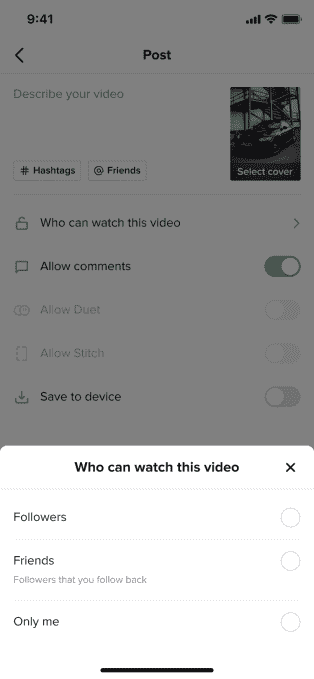 9:41
Post
Describe your video
# Hashtags
@ Friends
Select cover
Who can watch this video
Allow comments
Allow Duet
Allow Stitch
Save to device
Who can watch this video
Followers
Friends
Followers that you follow back
Only me